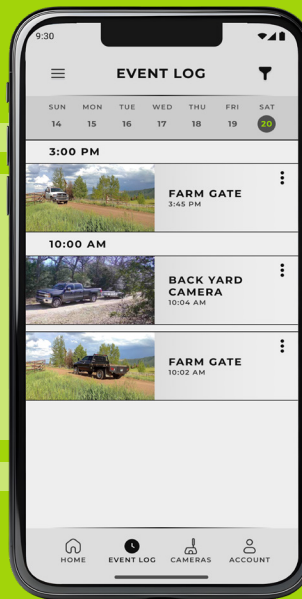 9:30
EVENT LOG
SUN MON TUE WED THU FRI SAT
14 15 16 17 18 19 20
3:00 PM
FARM GATE
3:45 PM
10:00 AM
BACK YARD
CAMERA
10:04 AM
FARM GATE
10:02 AM
HOME EVENT LOG CAMERAS ACCOUNT